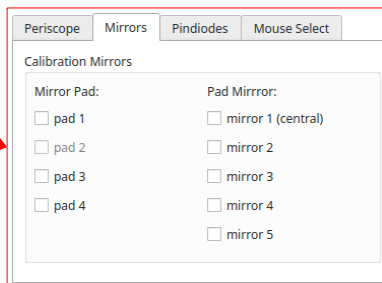 Periscope Mirrors Pindiodes Mouse Select
Calibration Mirrors
Mirror Pad: Pad Mirrror:
pad 1 mirror 1 (central)
pad 2 mirror 2
pad 3 mirror 3
pad 4 mirror 4
mirror 5